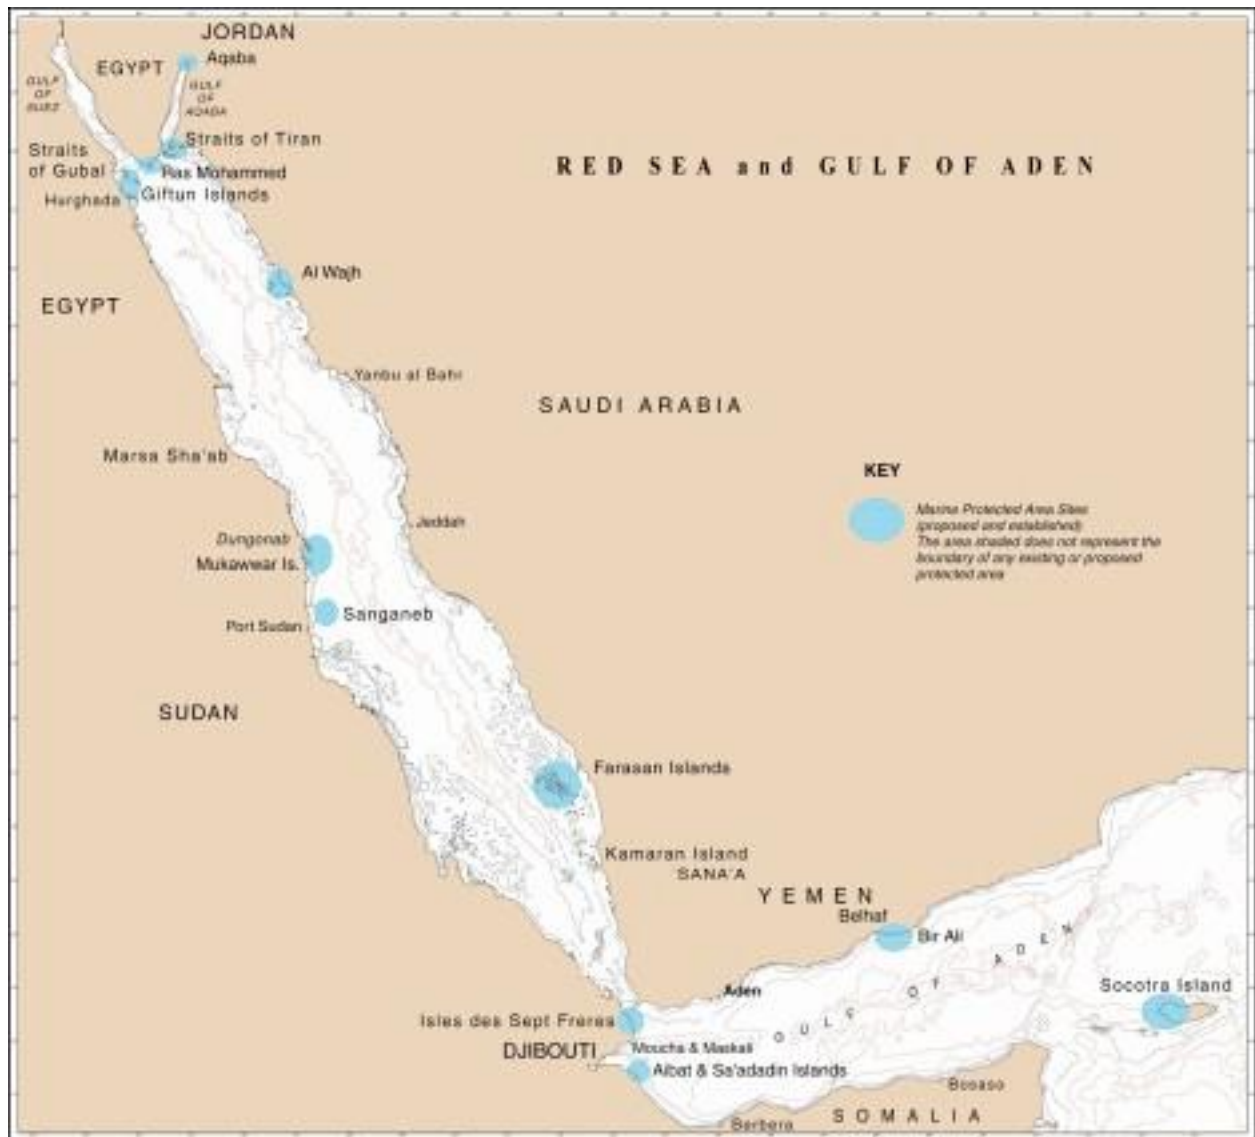 JORDAN
Aqaba
EGYPT
GULF
OF
SUEZ
GULF
OF
AQABA
Straits of Tiran
Straits
of Gubal
Ras Mohammed
Giftun Islands
Hurghada
RED SEA and GULF OF ADEN
Al Wajh
EGYPT
Yanbu al Bahr
SAUDI ARABIA
Marsa Sha'ab
KEY
Marine Protected Area Sites
(proposed and established)
The area shaded does not represent the
boundary of any existing or proposed
protected area
Jeddah
Dungonab
Mukawwar Is.
Sanganeb
Port Sudan
SUDAN
Farasan Islands
Kamaran Island
SANA'A
YEMEN
Belhaf
Bir Ali
GULF OF ADEN
Socotra Island
Aden
Isles des Sept Freres
DJIBOUTI
Moucha & Maskali
Aibat & Sa'adadin Islands
Bosaso
Berbera
SOMALIA